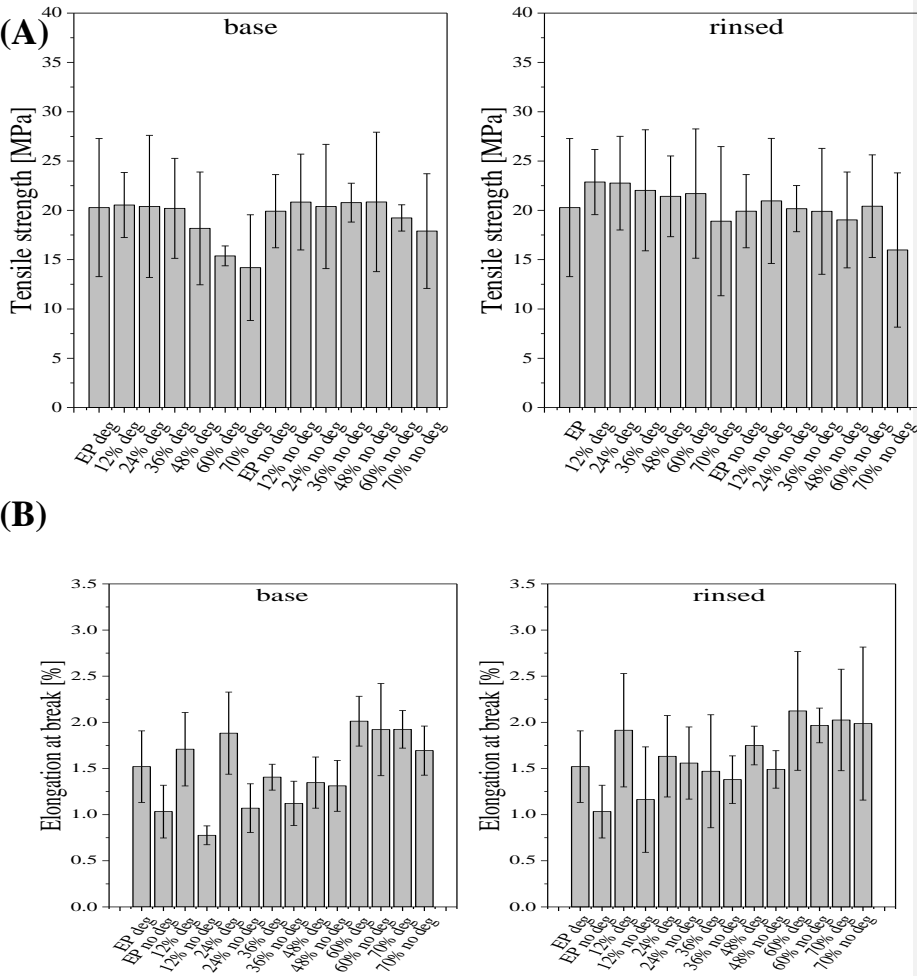 (A)
base
rinsed
Tensile strength [MPa]
40
35
30
25
20
15
10
5
0
EP deg
12% deg
24% deg
36% deg
48% deg
60% deg
70% deg
EP no deg
12% no deg
24% no deg
36% no deg
48% no deg
60% no deg
70% no deg
Tensile strength [MPa]
40
35
30
25
20
15
10
5
0
EP
12% deg
24% deg
36% deg
48% deg
60% deg
70% deg
EP no deg
12% no deg
24% no deg
36% no deg
48% no deg
60% no deg
70% no deg
(B)
base
rinsed
Elongation at break [%]
3.5
3.0
2.5
2.0
1.5
1.0
0.5
0.0
EP deg
EP no deg
12% deg
12% no deg
24% deg
24% no deg
36% deg
36% no deg
48% deg
48% no deg
60% deg
60% no deg
70% deg
70% no deg
Elongation at break [%]
3.5
3.0
2.5
2.0
1.5
1.0
0.5
0.0
EP deg
EP no deg
12% deg
12% no deg
24% deg
24% no deg
36% deg
36% no deg
48% deg
48% no deg
60% deg
60% no deg
70% deg
70% no deg